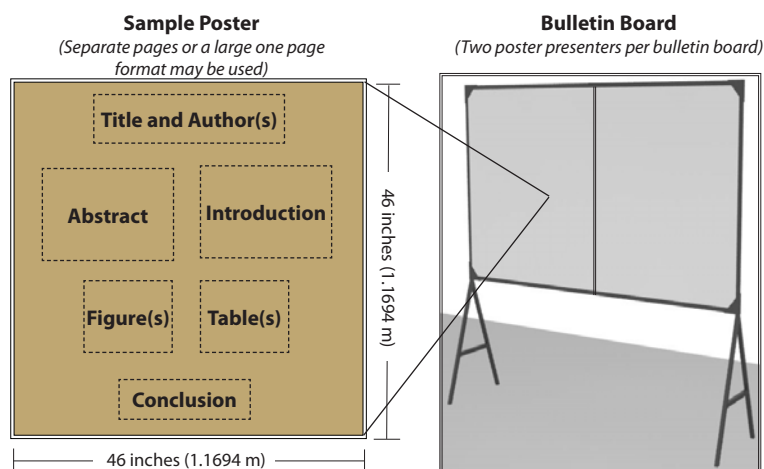 Sample Poster
(Separate pages or a large one page
format may be used)
Title and Author(s)
Abstract
Introduction
Figure(s)
Table(s)
Conclusion
46 inches (1.1694 m)
46 inches (1.1694 m)
Bulletin Board
(Two poster presenters per bulletin board)